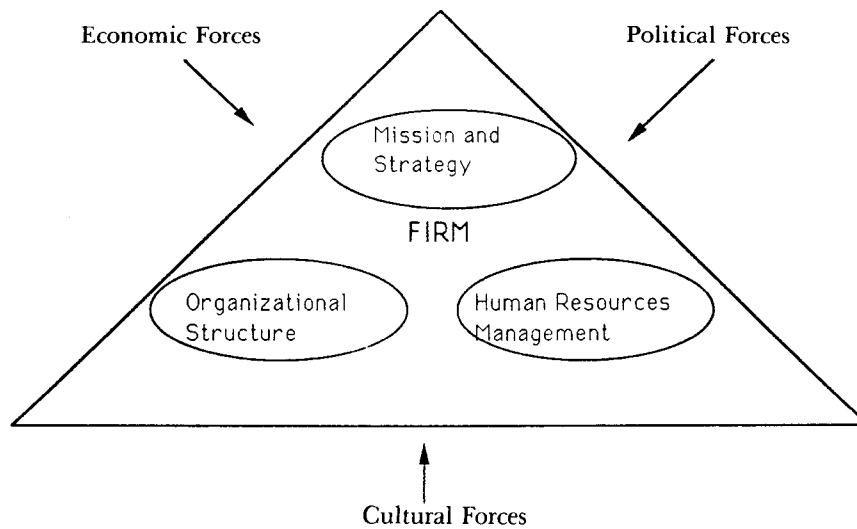 Economic Forces
Political Forces
Mission and
Strategy
FIRM
Organizational
Structure
Human Resources
Management
Cultural Forces